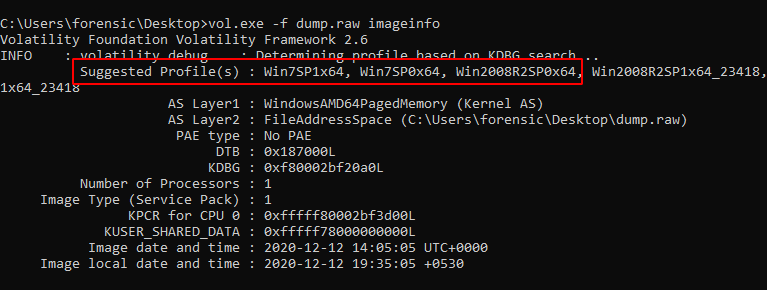 C:\Users\forensic\Desktop>vol.exe -f dump.raw imageinfo
Volatility Foundation Volatility Framework 2.6
INFO    : volatility.debug    : Determining profile based on KDBG search...
Suggested Profile(s) : Win7SP1x64, Win7SP0x64, Win2008R2SP0x64, Win2008R2SP1x64_23418,
1x64_23418
AS Layer1 : WindowsAMD64PagedMemory (Kernel AS)
AS Layer2 : FileAddressSpace (C:\Users\forensic\Desktop\dump.raw)
PAE type : No PAE
DTB : 0x187000L
KDBG : 0xf80002bf20a0L
Number of Processors : 1
Image Type (Service Pack) : 1
KPCR for CPU 0 : 0xfffff80002bf3d00L
KUSER_SHARED_DATA : 0xfffff78000000000L
Image date and time : 2020-12-12 14:05:05 UTC+0000
Image local date and time : 2020-12-12 19:35:05 +0530